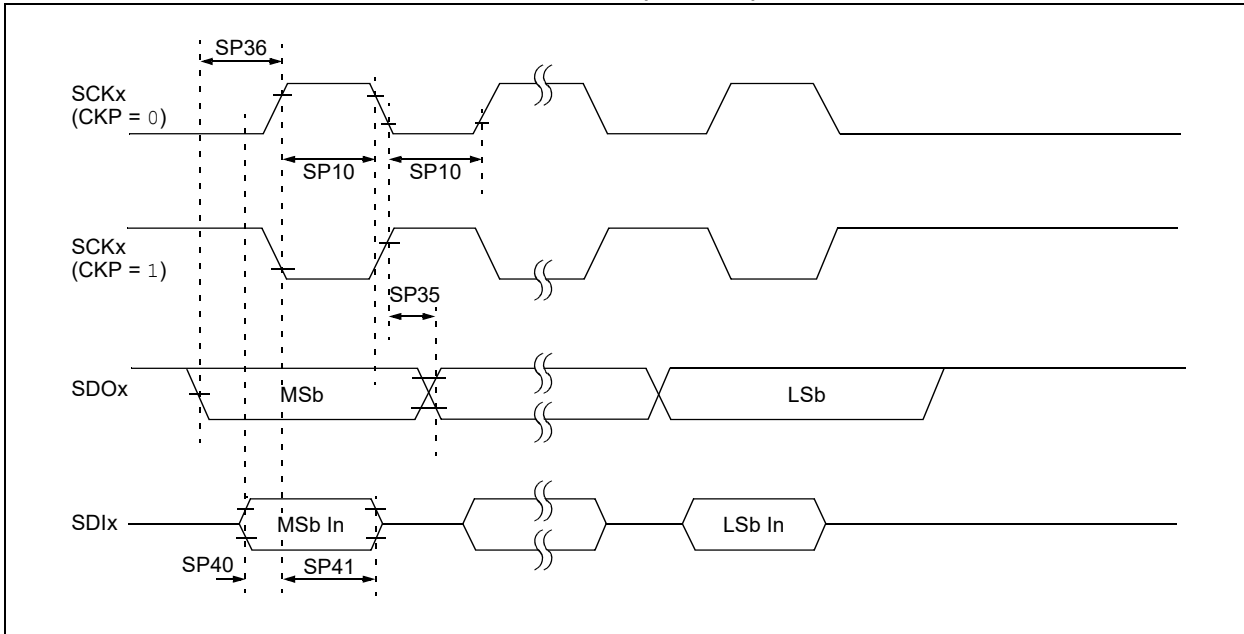 SP36
SCKx
(CKP = 0)
SP10 SP10
SCKx
(CKP = 1)
SP35
SDOx MSb LSb
SDIx MSb In LSb In
SP40 SP41